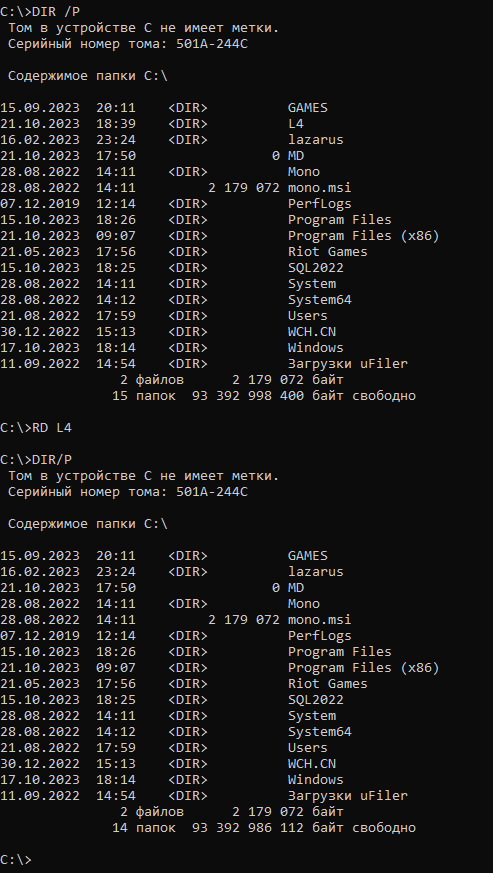 C:\>DIR /P
 Том в устройстве C не имеет метки.
 Серийный номер тома: 501A-244C

 Содержимое папки C:\

15.09.2023  20:11    <DIR>          GAMES
21.10.2023  18:39    <DIR>          L4
16.02.2023  23:24    <DIR>          lazarus
21.10.2023  17:50                 0 MD
28.08.2022  14:11    <DIR>          Mono
28.08.2022  14:11         2 179 072 mono.msi
07.12.2019  12:14    <DIR>          PerfLogs
15.10.2023  18:26    <DIR>          Program Files
21.10.2023  09:07    <DIR>          Program Files (x86)
21.05.2023  17:56    <DIR>          Riot Games
15.10.2023  18:25    <DIR>          SQL2022
28.08.2022  14:11    <DIR>          System
28.08.2022  14:12    <DIR>          System64
21.08.2022  17:59    <DIR>          Users
30.12.2022  15:13    <DIR>          WCH.CN
17.10.2023  18:14    <DIR>          Windows
11.09.2022  14:54    <DIR>          Загрузки uFiler
               2 файлов      2 179 072 байт
              15 папок  93 392 998 400 байт свободно

C:\>RD L4

C:\>DIR/P
 Том в устройстве C не имеет метки.
 Серийный номер тома: 501A-244C

 Содержимое папки C:\

15.09.2023  20:11    <DIR>          GAMES
16.02.2023  23:24    <DIR>          lazarus
21.10.2023  17:50                 0 MD
28.08.2022  14:11    <DIR>          Mono
28.08.2022  14:11         2 179 072 mono.msi
07.12.2019  12:14    <DIR>          PerfLogs
15.10.2023  18:26    <DIR>          Program Files
21.10.2023  09:07    <DIR>          Program Files (x86)
21.05.2023  17:56    <DIR>          Riot Games
15.10.2023  18:25    <DIR>          SQL2022
28.08.2022  14:11    <DIR>          System
28.08.2022  14:12    <DIR>          System64
21.08.2022  17:59    <DIR>          Users
30.12.2022  15:13    <DIR>          WCH.CN
17.10.2023  18:14    <DIR>          Windows
11.09.2022  14:54    <DIR>          Загрузки uFiler
               2 файлов      2 179 072 байт
              14 папок  93 392 986 112 байт свободно

C:\>